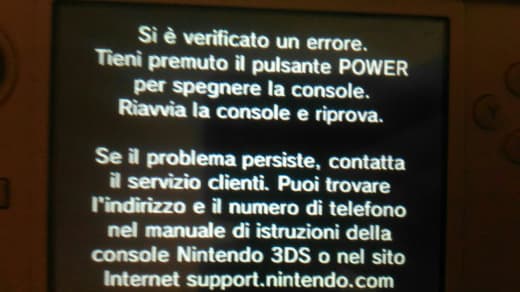 Si è verificato un errore.
Tieni premuto il pulsante POWER
per spegnere la console.
Riavvia la console e riprova.
Se il problema persiste, contatta
il servizio clienti. Puoi trovare
l'indirizzo e il numero di telefono
nel manuale di istruzioni della
console Nintendo 3DS o nel sito
Internet support.nintendo.com